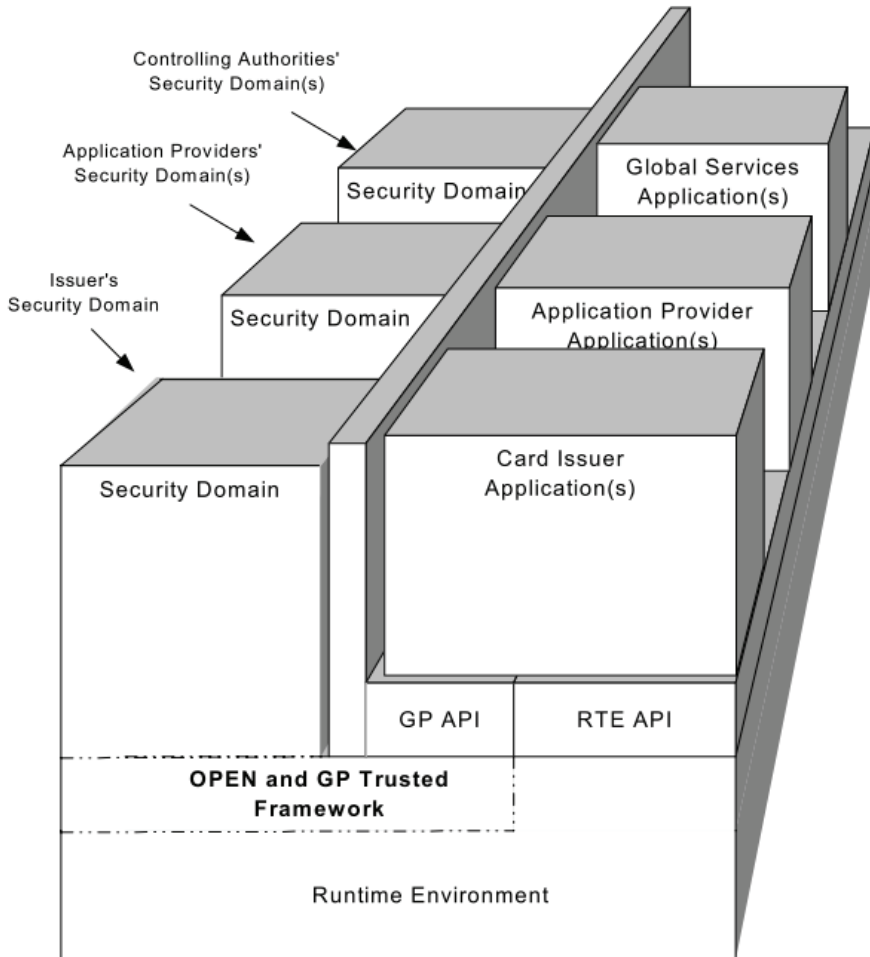 Controlling Authorities'
Security Domain(s)
Application Providers'
Security Domain(s)
Issuer's
Security Domain
Security Domain
Global Services
Application(s)
Security Domain
Application Provider
Application(s)
Security Domain
Card Issuer
Application(s)
GP API
RTE API
OPEN and GP Trusted
Framework
Runtime Environment